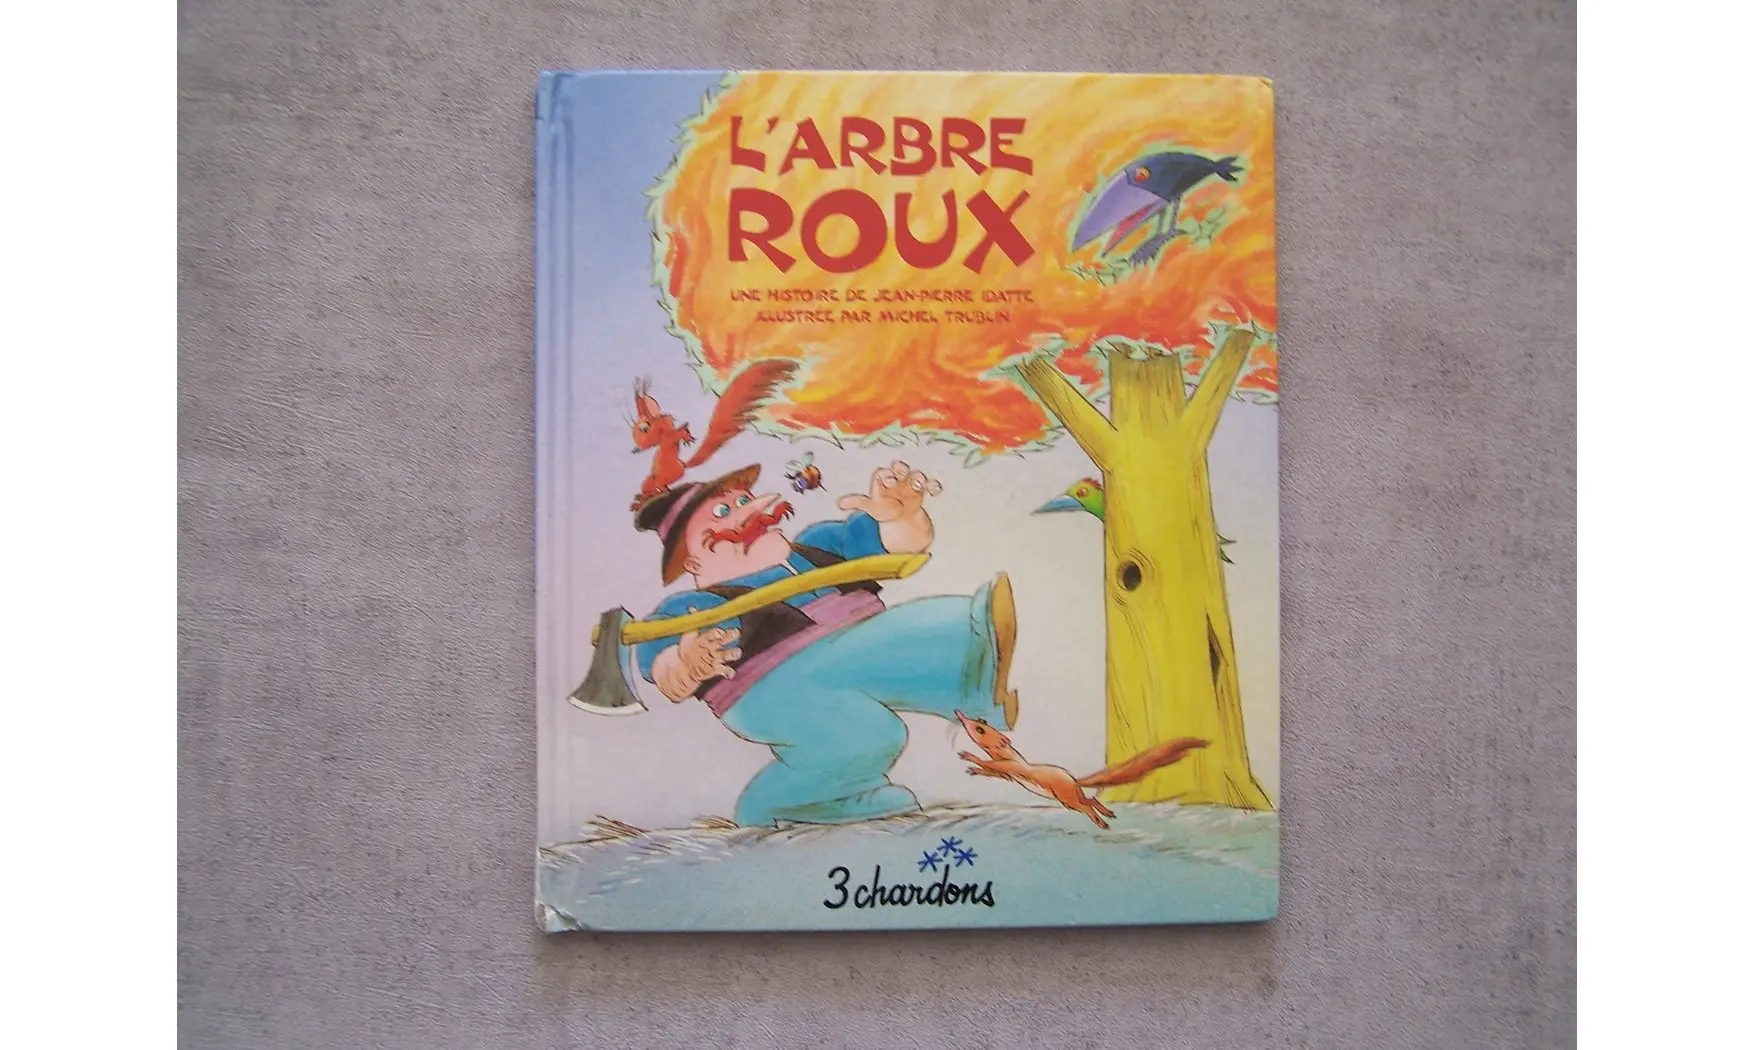 L'ARBRE
ROUX
UNE HISTOIRE DE JEAN-PIERRE IDATTE
ILLUSTRÉE PAR MICHEL TRUBLIN
3 chardons